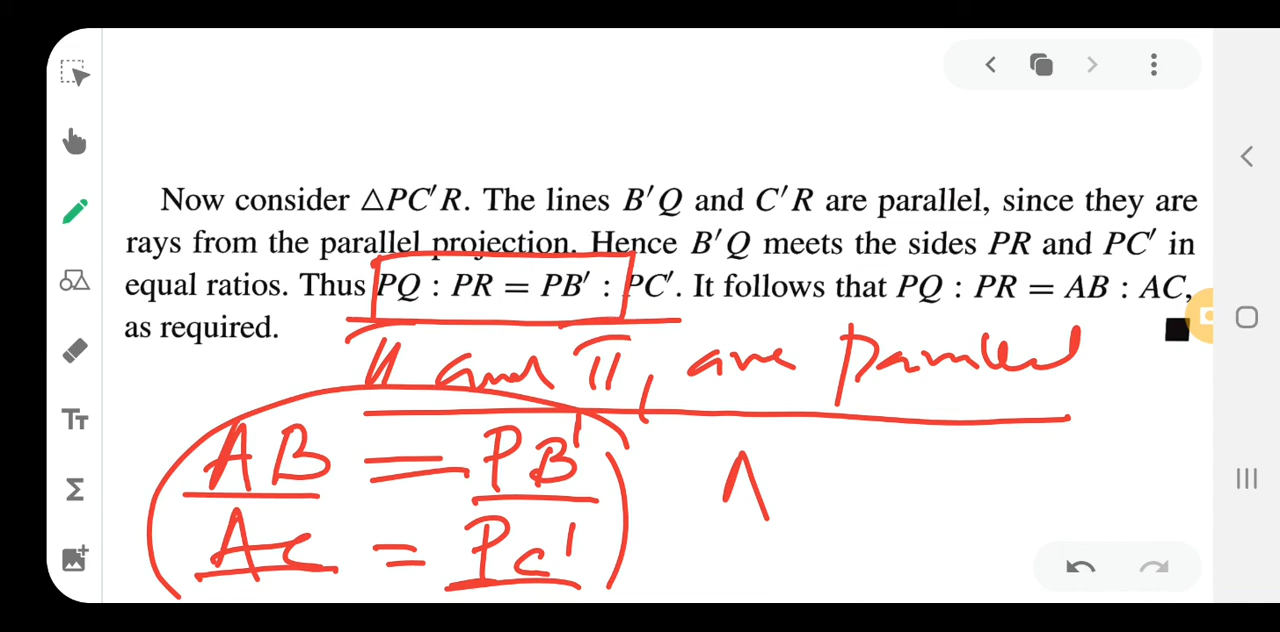 Now consider △PC′R. The lines B′Q and C′R are parallel, since they are
rays from the parallel projection. Hence B′Q meets the sides PR and PC′ in
equal ratios. Thus PQ : PR = PB′ : PC′. It follows that PQ : PR = AB : AC,
as required.
π and π, are parallel
AB = PB′
AC = PC′
Tт
Σ